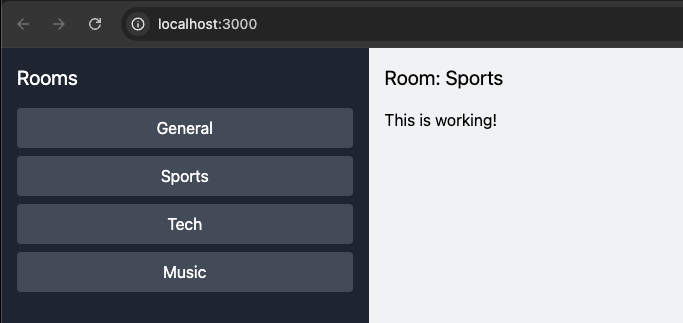 localhost:3000
Rooms
General
Sports
Tech
Music
Room: Sports
This is working!